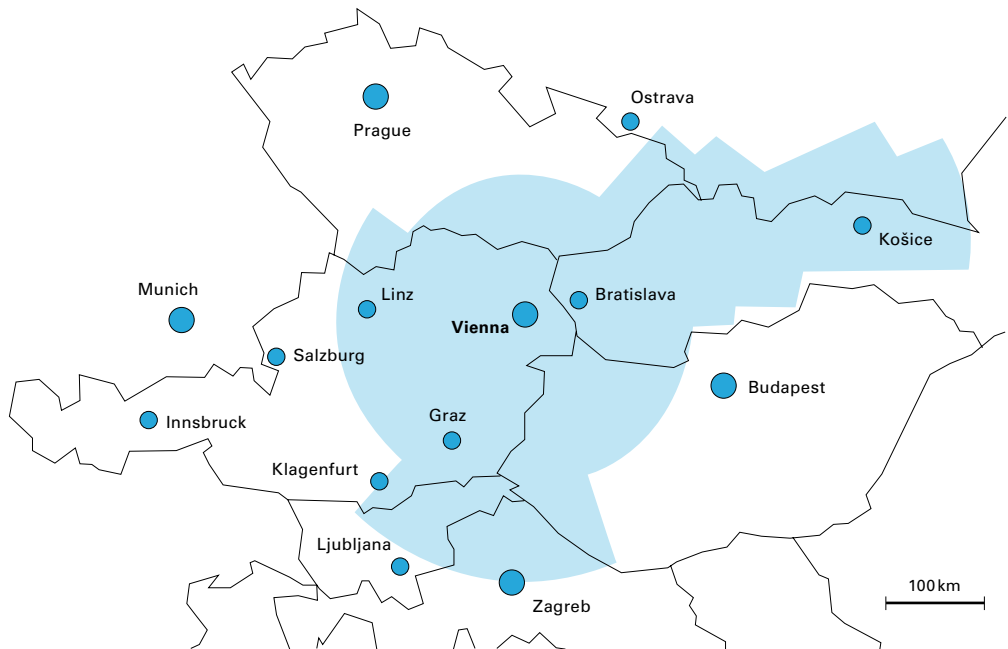 Ostrava
Prague
Košice
Munich
Linz
Bratislava
Vienna
Salzburg
Budapest
Graz
Innsbruck
Klagenfurt
Ljubljana
100 km
Zagreb